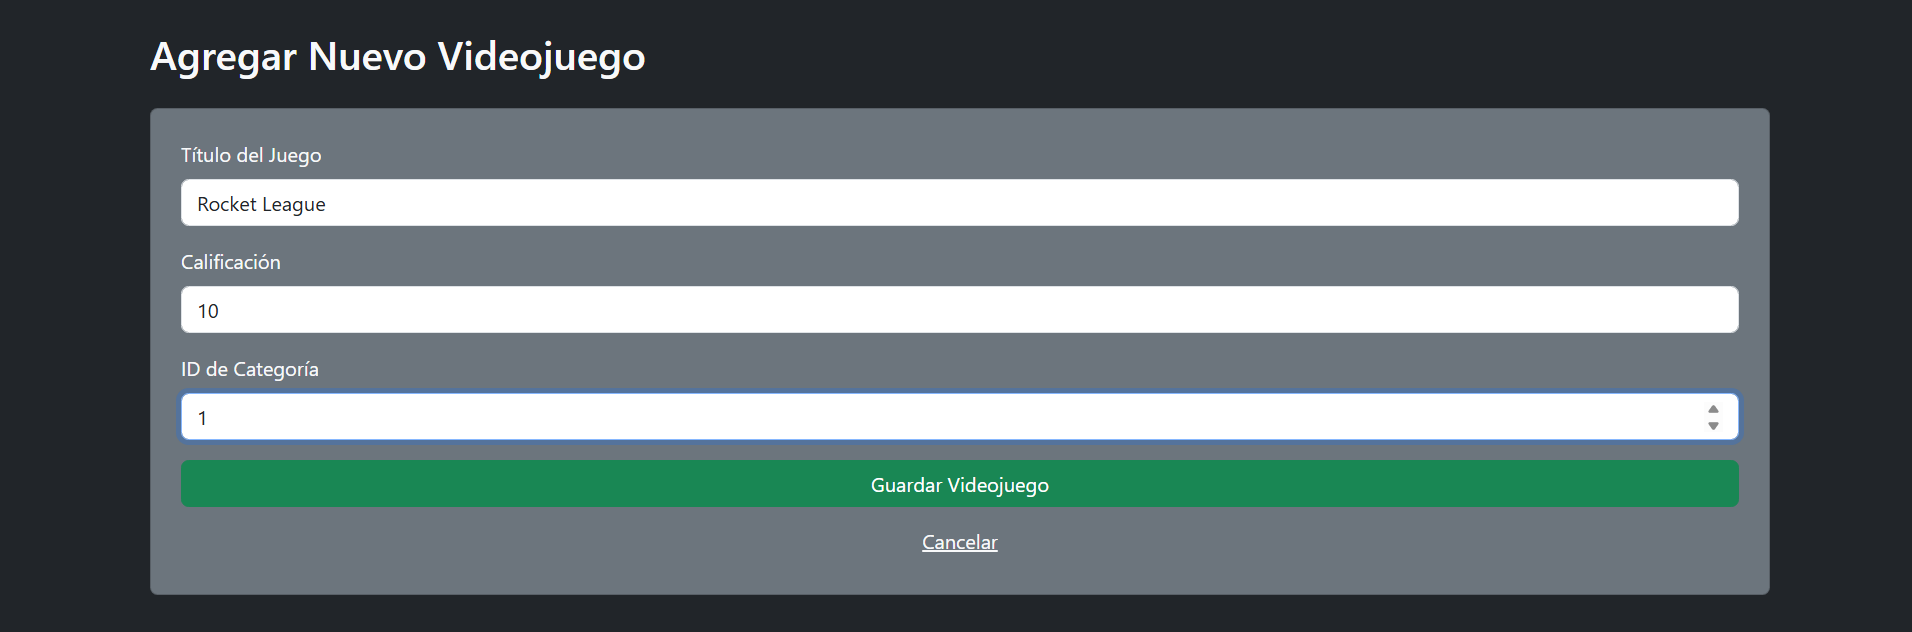 Agregar Nuevo Videojuego
Título del Juego
Rocket League
Calificación
10
ID de Categoría
1
Guardar Videojuego
Cancelar